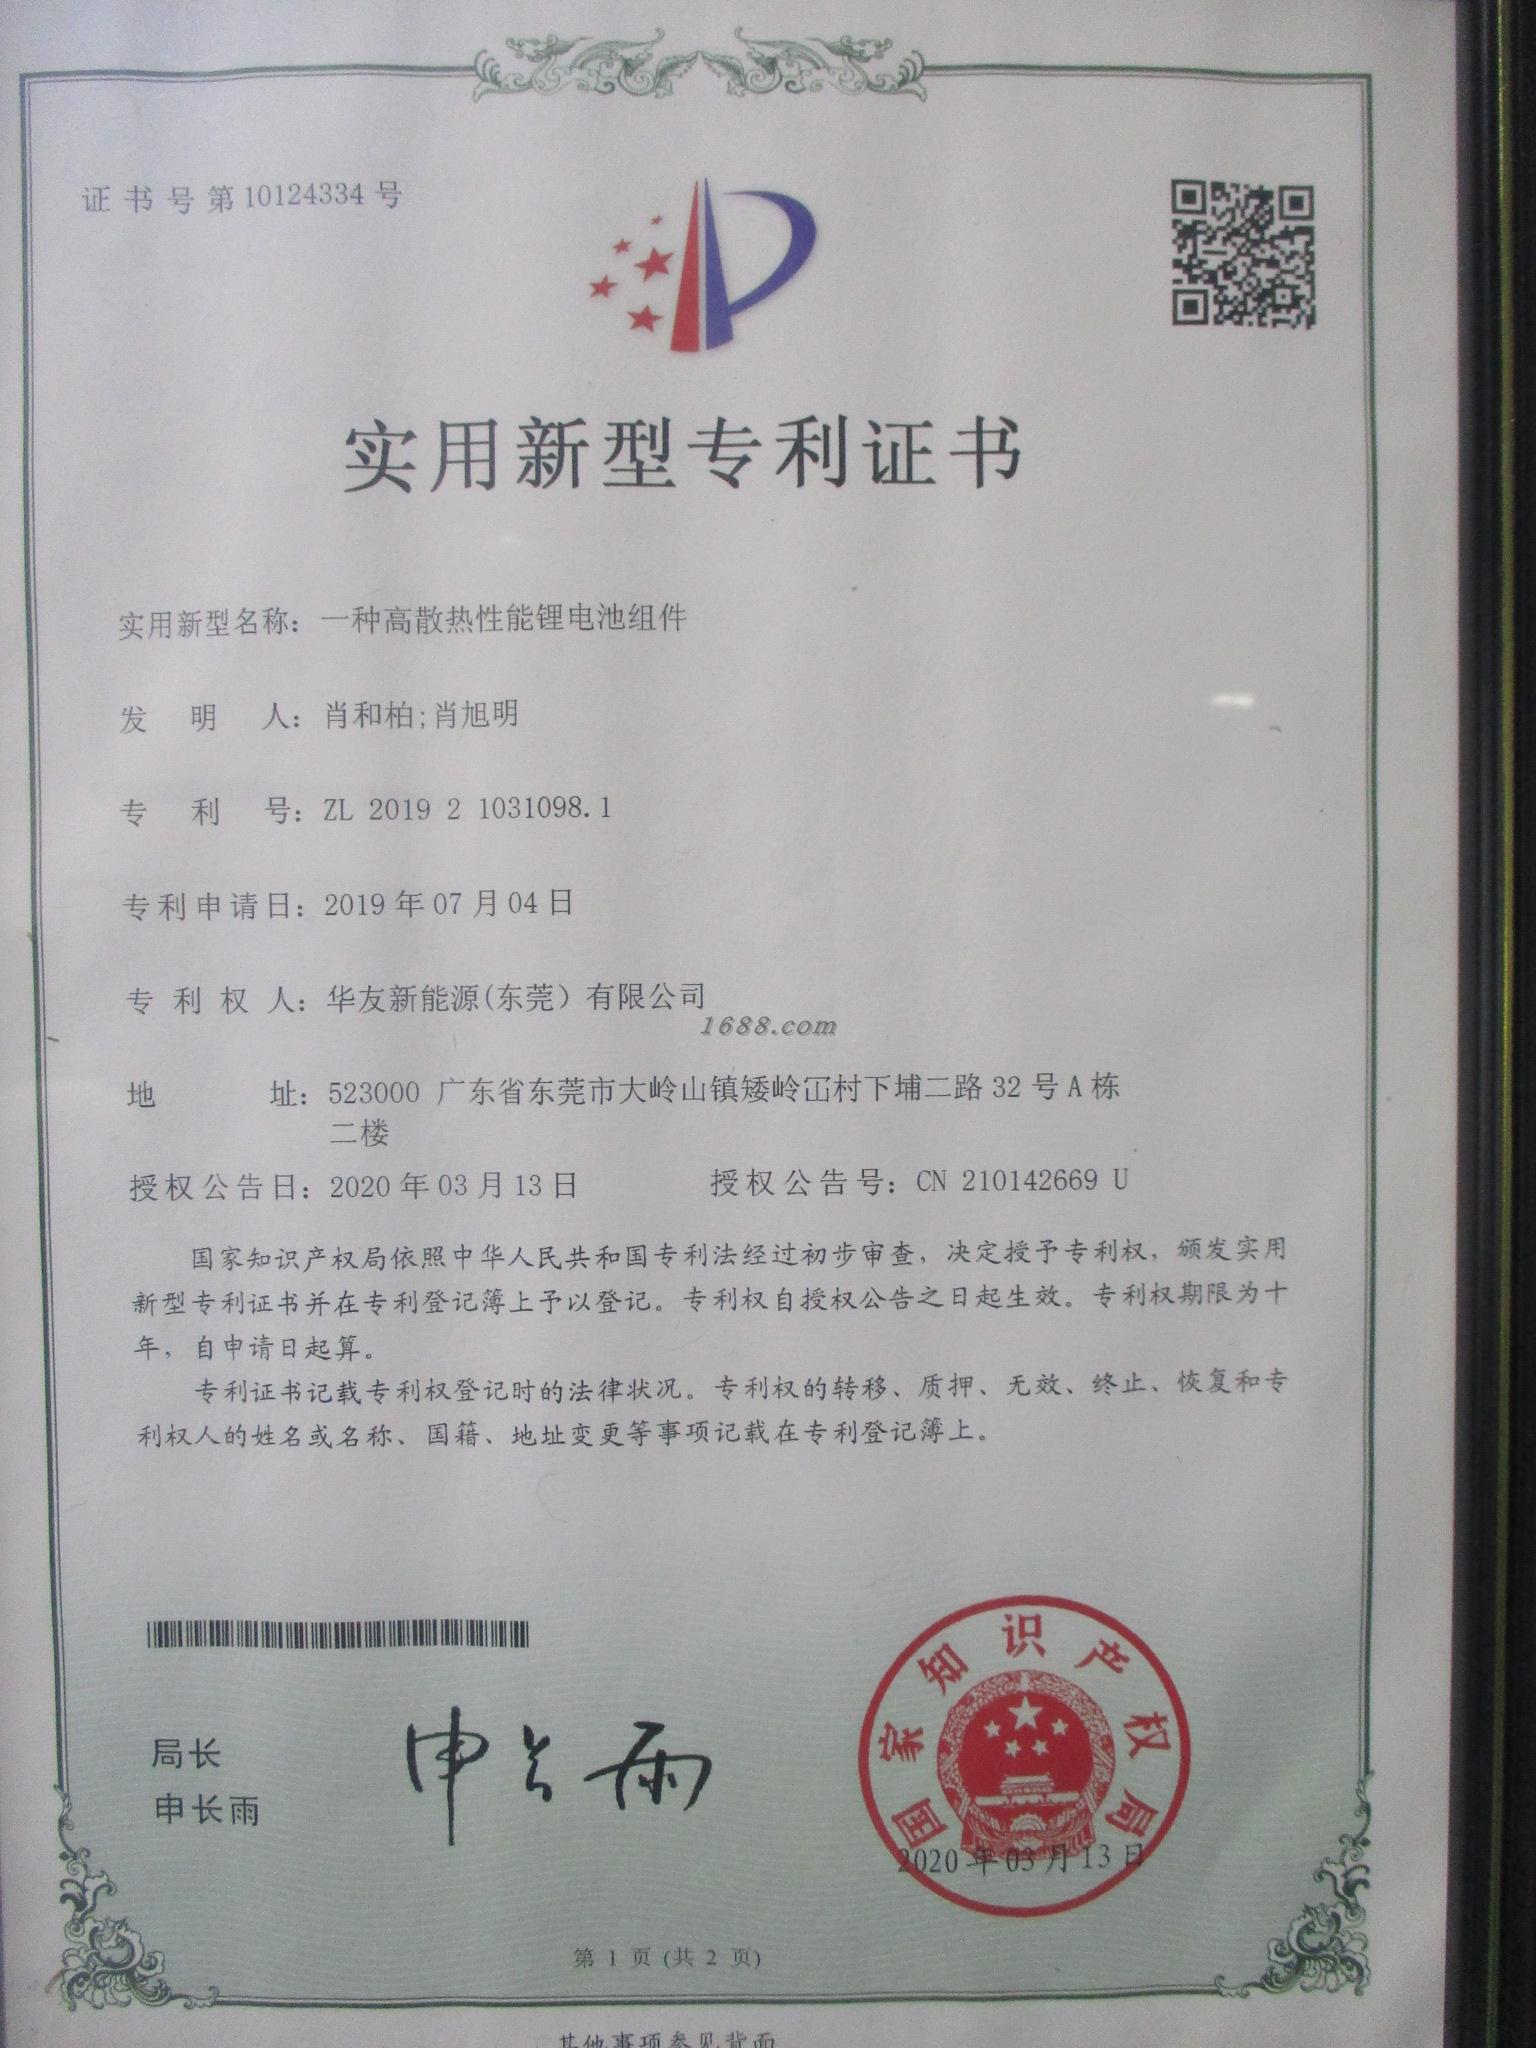 证书号第10124334号
实用新型专利证书
实用新型名称：一种高散热性能锂电池组件
发明人：肖和柏;肖旭明
专利号：ZL 2019 2 1031098.1
专利申请日：2019年07月04日
专利权人：华友新能源(东莞）有限公司
1688.com
地址：523000 广东省东莞市大岭山镇矮岭冚村下埔二路32号A栋
二楼
授权公告日：2020年03月13日 授权公告号：CN 210142669 U
国家知识产权局依照中华人民共和国专利法经过初步审查，决定授予专利权，颁发实用
新型专利证书并在专利登记簿上予以登记。专利权自授权公告之日起生效。专利权期限为十
年，自申请日起算。
专利证书记载专利权登记时的法律状况。专利权的转移、质押、无效、终止、恢复和专
利权人的姓名或名称、国籍、地址变更等事项记载在专利登记簿上。
局长
申长雨
申长雨
国家知识产权局
2020年03月13日
第 1 页 (共 2 页)
其他事项参见背面